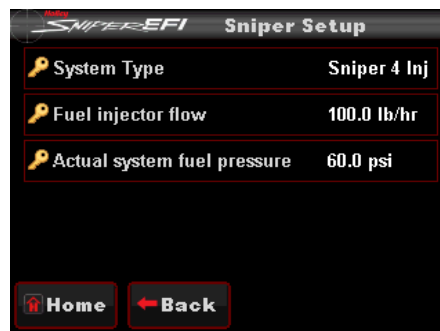 Holley
SNIPER EFI Sniper Setup
System Type Sniper 4 Inj
Fuel injector flow 100.0 lb/hr
Actual system fuel pressure 60.0 psi
Home Back